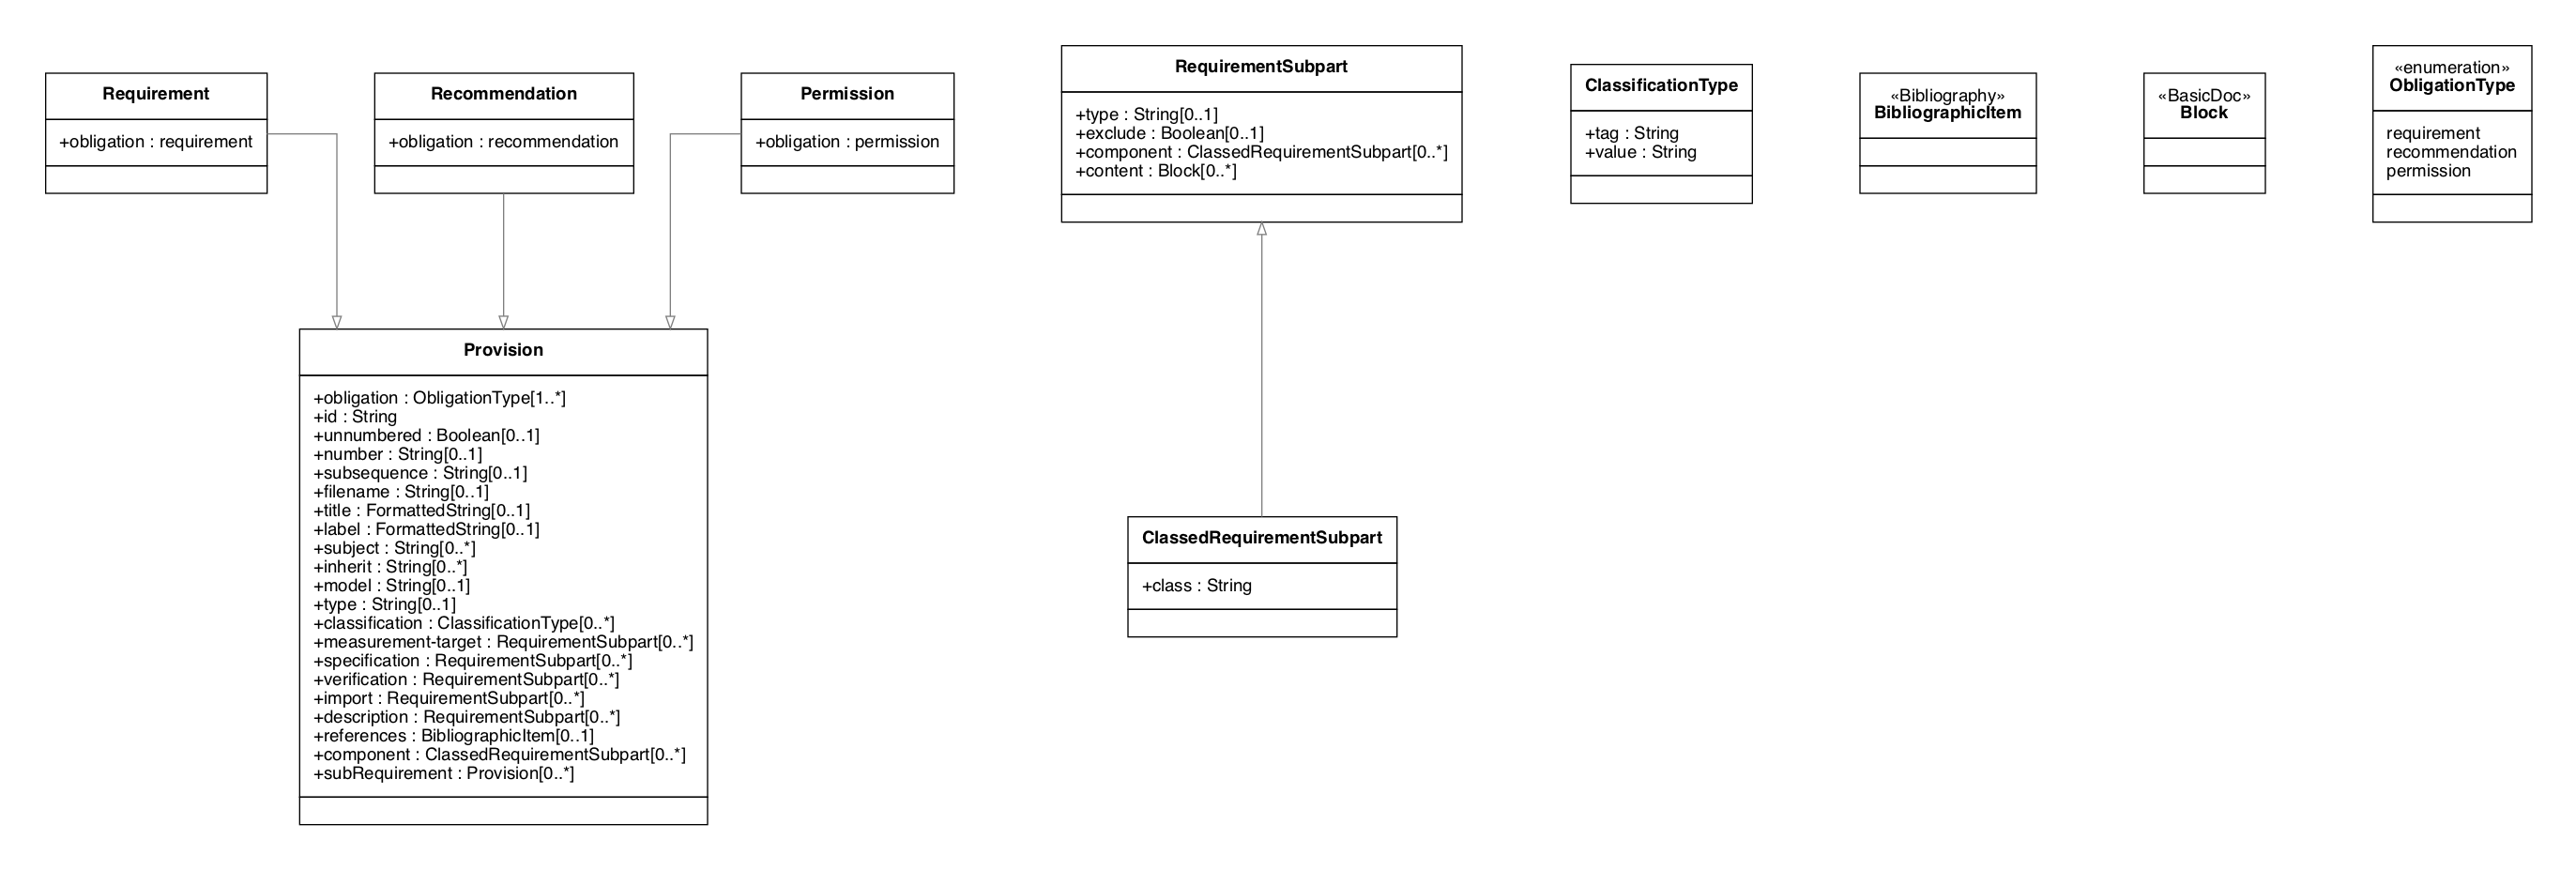 Requirement
+obligation : requirement
Recommendation
+obligation : recommendation
Permission
+obligation : permission
Provision
+obligation : ObligationType[1..*]
+id : String
+unnumbered : Boolean[0..1]
+number : String[0..1]
+subsequence : String[0..1]
+filename : String[0..1]
+title : FormattedString[0..1]
+label : FormattedString[0..1]
+subject : String[0..*]
+inherit : String[0..*]
+model : String[0..1]
+type : String[0..1]
+classification : ClassificationType[0..*]
+measurement-target : RequirementSubpart[0..*]
+specification : RequirementSubpart[0..*]
+verification : RequirementSubpart[0..*]
+import : RequirementSubpart[0..*]
+description : RequirementSubpart[0..*]
+references : BibliographicItem[0..1]
+component : ClassedRequirementSubpart[0..*]
+subRequirement : Provision[0..*]
RequirementSubpart
+type : String[0..1]
+exclude : Boolean[0..1]
+component : ClassedRequirementSubpart[0..*]
+content : Block[0..*]
ClassedRequirementSubpart
+class : String
ClassificationType
+tag : String
+value : String
«Bibliography»
BibliographicItem
«BasicDoc»
Block
«enumeration»
ObligationType
requirement
recommendation
permission